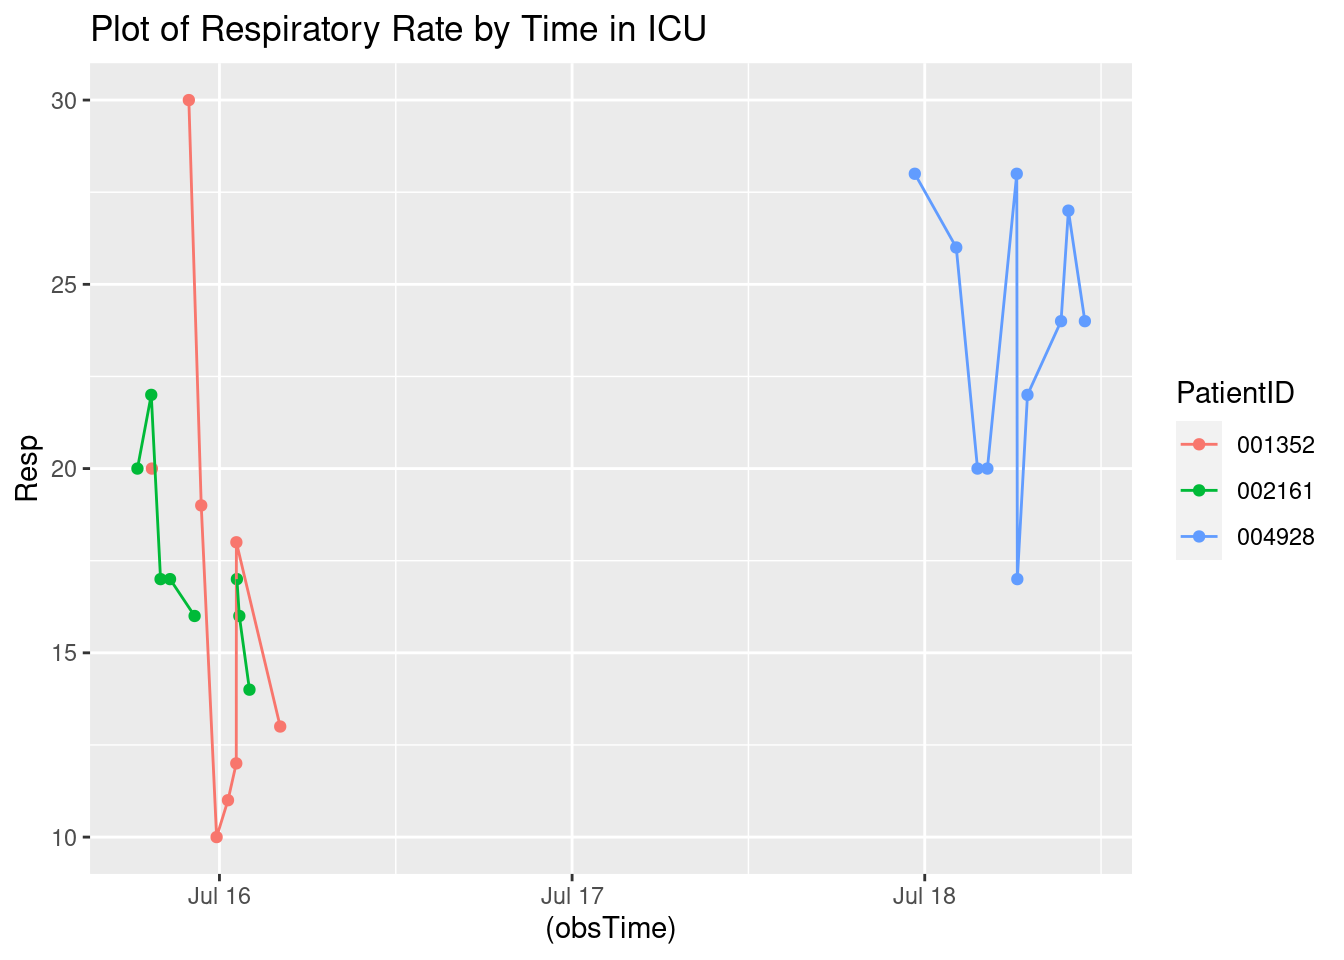 Plot of Respiratory Rate by Time in ICU
30
25
20
15
10
Resp
Jul 16
Jul 17
Jul 18
(obsTime)
PatientID
001352
002161
004928